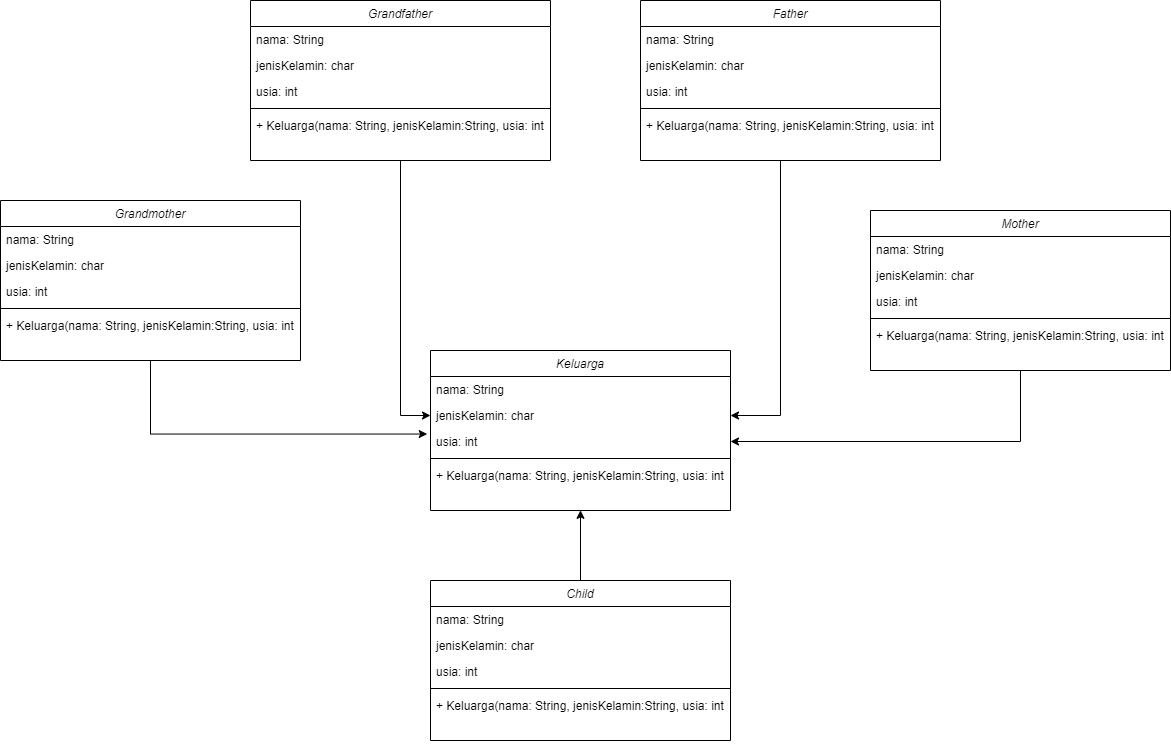 Grandfather
nama: String
jenisKelamin: char
usia: int
+ Keluarga(nama: String, jenisKelamin:String, usia: int
Father
nama: String
jenisKelamin: char
usia: int
+ Keluarga(nama: String, jenisKelamin:String, usia: int
Grandmother
nama: String
jenisKelamin: char
usia: int
+ Keluarga(nama: String, jenisKelamin:String, usia: int
Mother
nama: String
jenisKelamin: char
usia: int
+ Keluarga(nama: String, jenisKelamin:String, usia: int
Keluarga
nama: String
jenisKelamin: char
usia: int
+ Keluarga(nama: String, jenisKelamin:String, usia: int
Child
nama: String
jenisKelamin: char
usia: int
+ Keluarga(nama: String, jenisKelamin:String, usia: int